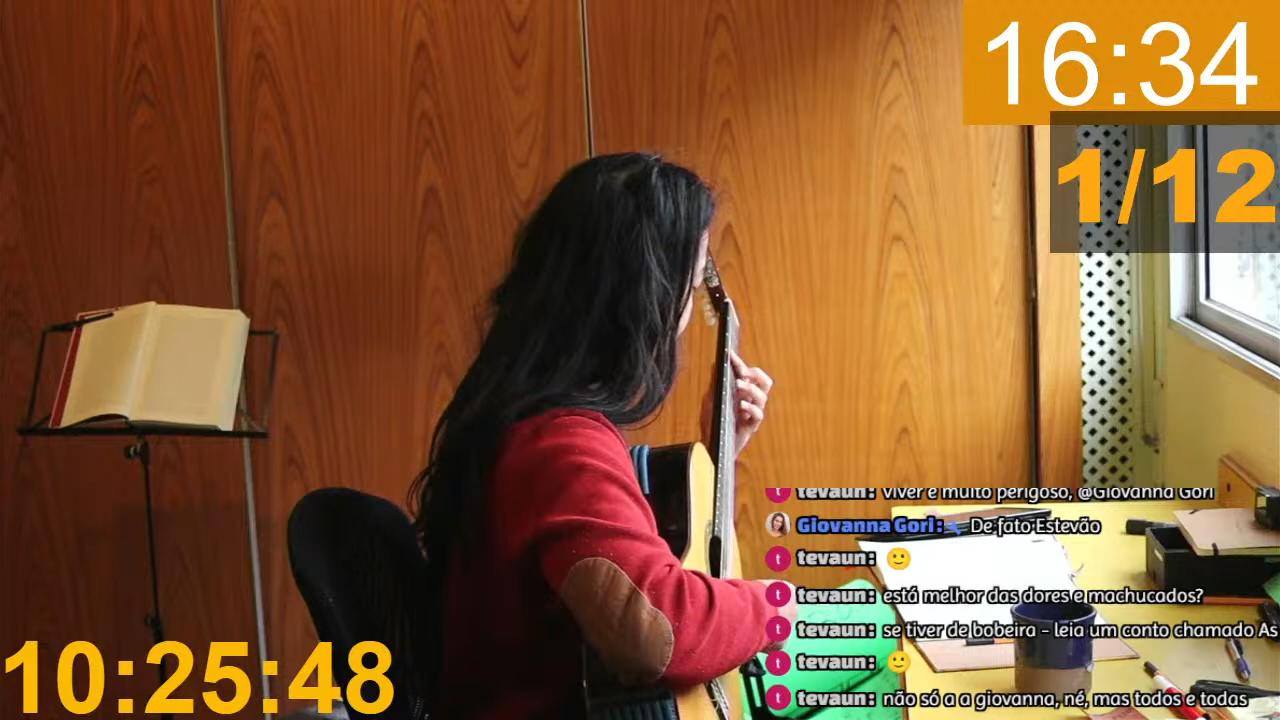 16:34
1/12
tevaun: viver é muito perigoso, @Giovanna Gori
Giovanna Gori: De fato Estevão
tevaun: 🙂
tevaun: está melhor das dores e machucados?
tevaun: se tiver de bobeira - leia um conto chamado As
tevaun: 🙂
tevaun: não só a a giovanna, né, mas todos e todas
10:25:48